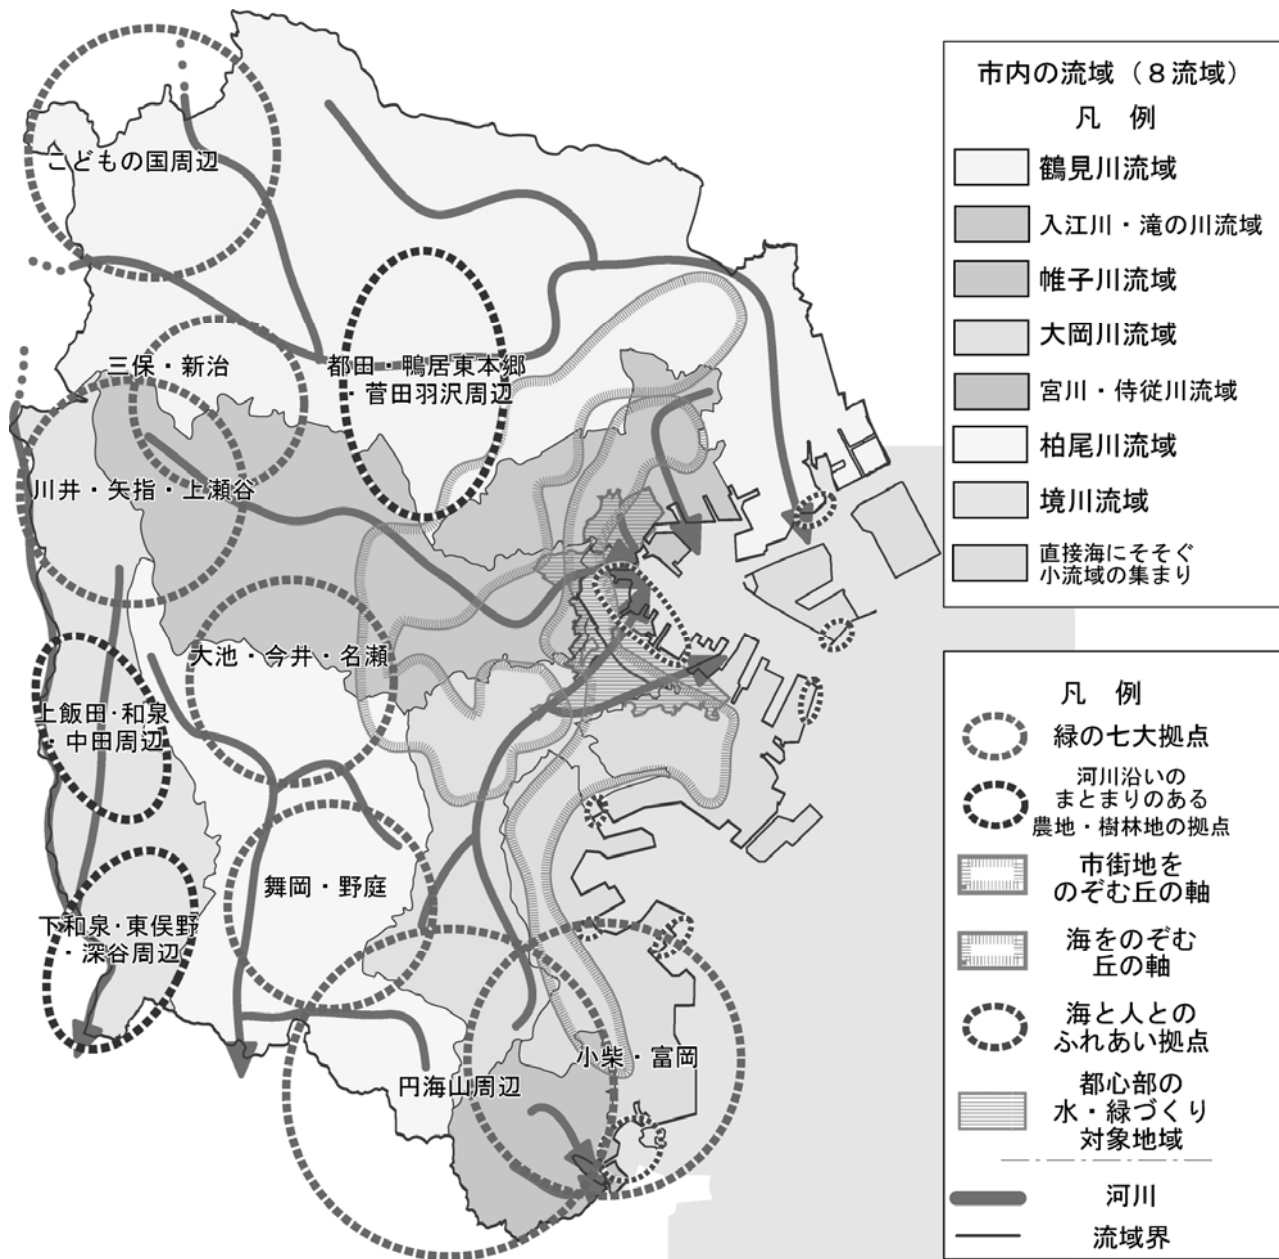 こどもの国周辺
三保・新治
都田・鴨居東本郷
・菅田羽沢周辺
川井・矢指・上瀬谷
大池・今井・名瀬
上飯田・和泉
・中田周辺
舞岡・野庭
下和泉・東俣野
・深谷周辺
小柴・富岡
円海山周辺
市内の流域（8流域）
凡 例
鶴見川流域
入江川・滝の川流域
帷子川流域
大岡川流域
宮川・侍従川流域
柏尾川流域
境川流域
直接海にそそぐ
小流域の集まり
凡 例
緑の七大拠点
河川沿いの
まとまりのある
農地・樹林地の拠点
市街地を
のぞむ丘の軸
海をのぞむ
丘の軸
海と人との
ふれあい拠点
都心部の
水・緑づくり
対象地域
河川
流域界